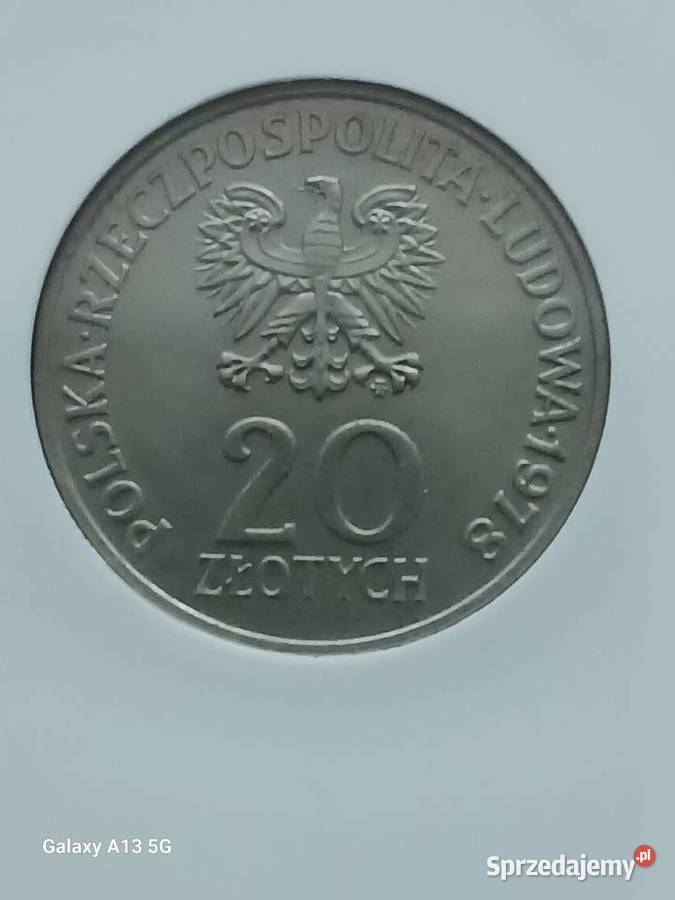 POLSKA·RZECZPOSPOLITA·LUDOWA·1978
20
ZŁOTYCH
Galaxy A13 5G
Sprzedajemy.pl